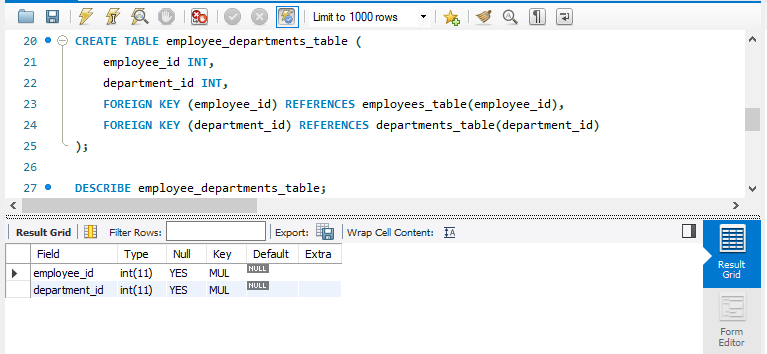 Limit to 1000 rows
20 CREATE TABLE employee_departments_table (
21 employee_id INT,
22 department_id INT,
23 FOREIGN KEY (employee_id) REFERENCES employees_table(employee_id),
24 FOREIGN KEY (department_id) REFERENCES departments_table(department_id)
25 );
26
27 DESCRIBE employee_departments_table;
Result Grid Filter Rows: Export: Wrap Cell Content: IA
Field Type Null Key Default Extra
employee_id int(11) YES MUL NULL
department_id int(11) YES MUL NULL
Result
Grid
Form
Editor